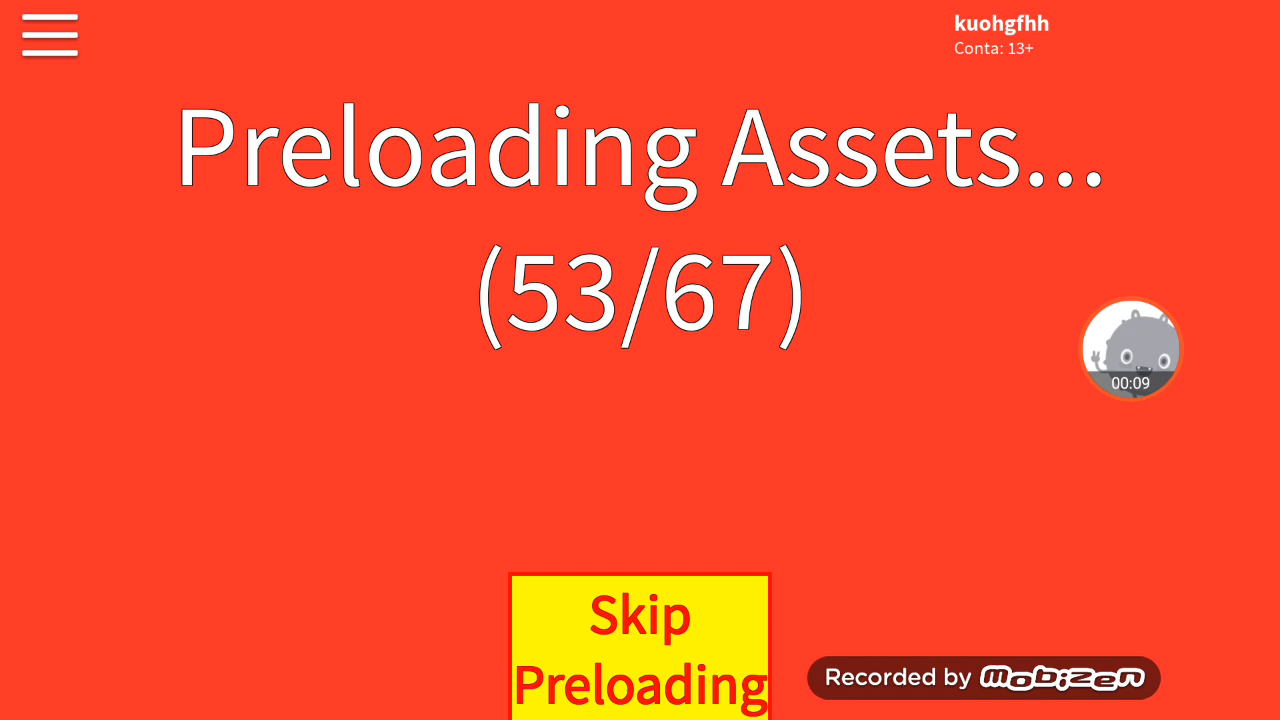 kuohgfhh
Conta: 13+
Preloading Assets...
(53/67)
00:09
Skip
Preloading
Recorded by mobizen